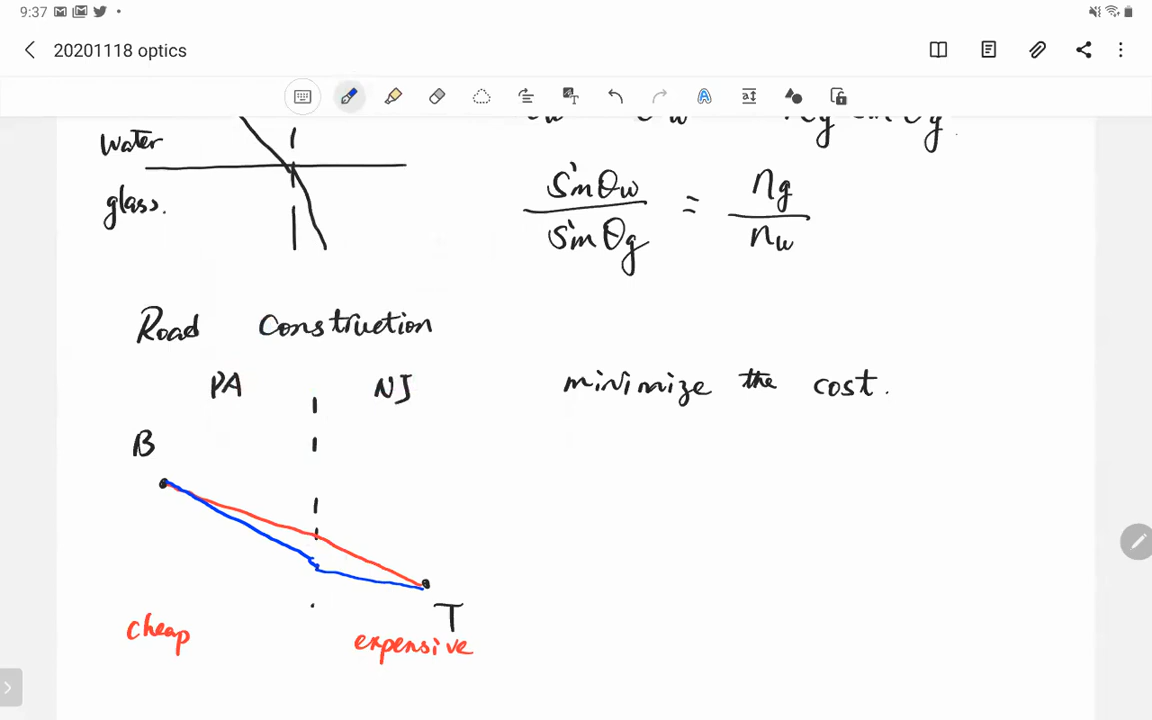 9:37
20201118 optics
water
glass.
sinθw / sinθg = ng / nw
Road Construction
PA NJ
minimize the cost.
B
T
cheap
expensive